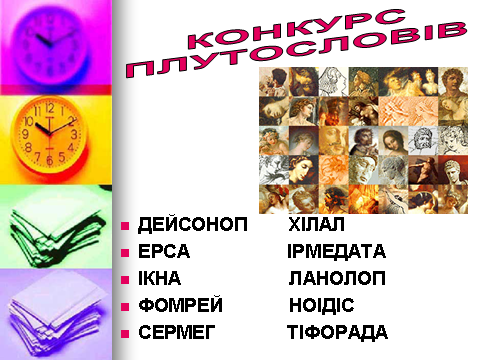 КОНКУРС
ПЛУТОСЛОВІВ
ДЕЙСОНОП ХІЛАЛ
ЕРСА ІРМЕДАТА
ІКНА ЛАНОЛОП
ФОМРЕЙ НОІДІС
СЕРМЕГ ТІФОРАДА